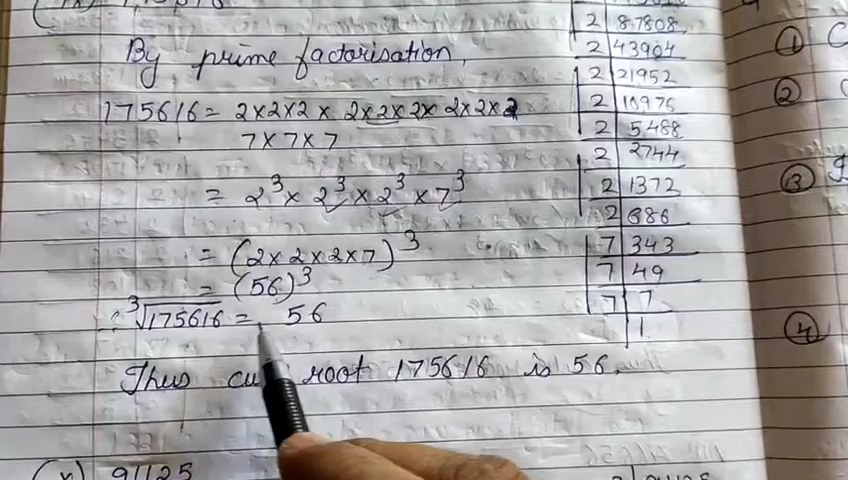 By prime factorisation,
175616 = 2×2×2 × 2×2×2× 2×2×2
7×7×7
= 2³ × 2³ × 2³ × 7³
= (2×2×2×7)³
= (56)³
∴ ³√175616 = 56
Thus root 175616 is 56.
(x) 91125
2 | 87808
2 | 43904
2 | 21952
2 | 10976
2 | 5488
2 | 2744
2 | 1372
2 | 686
7 | 343
7 | 49
7 | 7
| 1
①
②
③
④